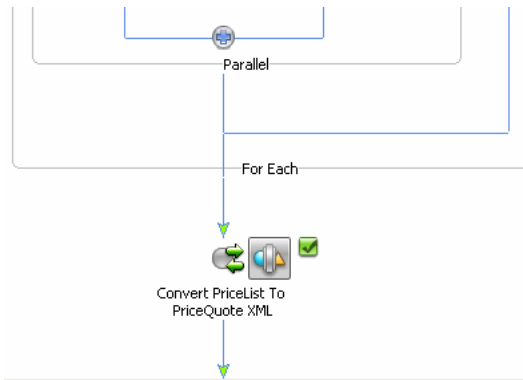 Parallel
For Each
Convert PriceList To
PriceQuote XML